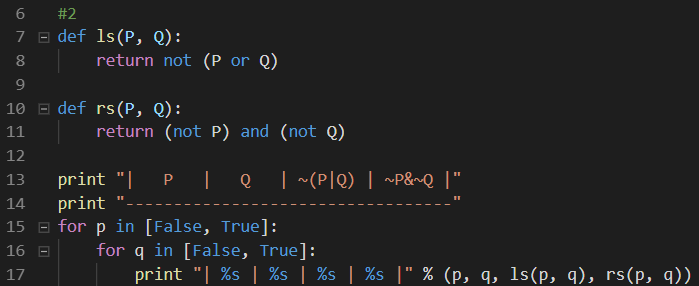 6 #2
7 def ls(P, Q):
8     return not (P or Q)
9
10 def rs(P, Q):
11     return (not P) and (not Q)
12
13 print "|   P   |   Q   | ~(P|Q) | ~P&~Q |"
14 print "----------------------------------"
15 for p in [False, True]:
16     for q in [False, True]:
17         print "| %s | %s | %s | %s |" % (p, q, ls(p, q), rs(p, q))